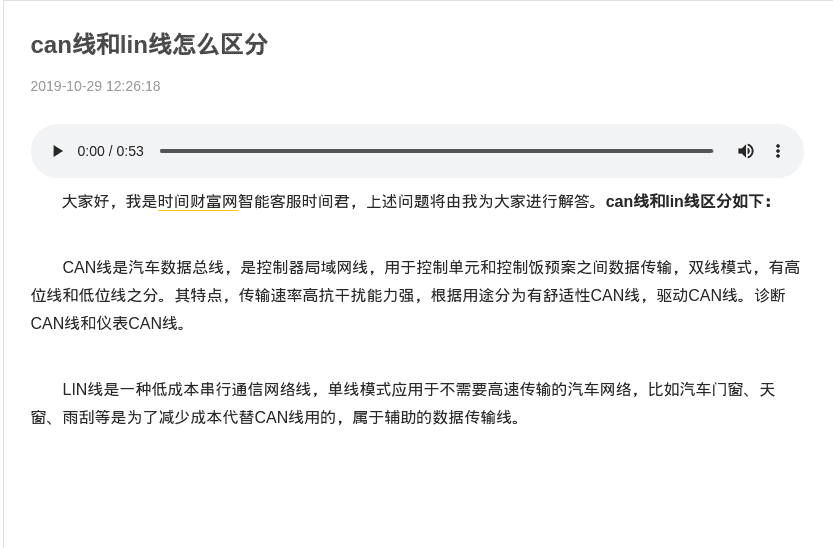 can线和lin线怎么区分
2019-10-29 12:26:18
0:00 / 0:53
大家好，我是时间财富网智能客服时间君，上述问题将由我为大家进行解答。can线和lin线区分如下：
CAN线是汽车数据总线，是控制器局域网线，用于控制单元和控制饭预案之间数据传输，双线模式，有高
位线和低位线之分。其特点，传输速率高抗干扰能力强，根据用途分为有舒适性CAN线，驱动CAN线。诊断
CAN线和仪表CAN线。
LIN线是一种低成本串行通信网络线，单线模式应用于不需要高速传输的汽车网络，比如汽车门窗、天
窗、雨刮等是为了减少成本代替CAN线用的，属于辅助的数据传输线。